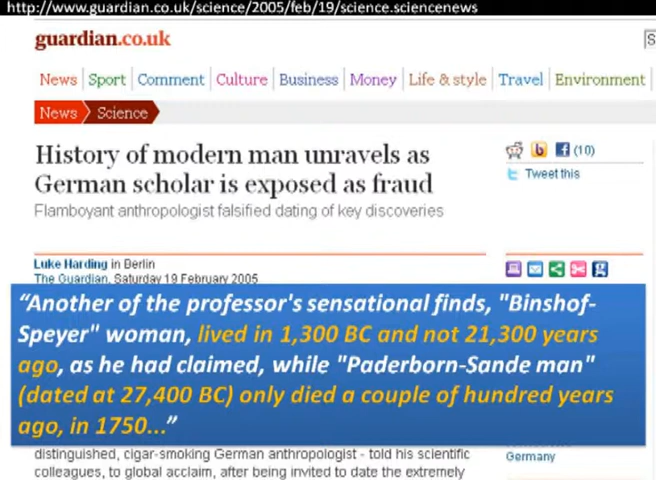 http://www.guardian.co.uk/science/2005/feb/19/science.sciencenews
guardian.co.uk
S
News Sport Comment Culture Business Money Life & style Travel Environment
News Science
History of modern man unravels as
German scholar is exposed as fraud
Flamboyant anthropologist falsified dating of key discoveries
(10)
Tweet this
Luke Harding in Berlin
The Guardian, Saturday 19 February 2005
“Another of the professor's sensational finds, "Binshof-
Speyer" woman, lived in 1,300 BC and not 21,300 years
ago, as he had claimed, while "Paderborn-Sande man"
(dated at 27,400 BC) only died a couple of hundred years
ago, in 1750...”
distinguished, cigar-smoking German anthropologist - told his scientific
colleagues, to global acclaim, after being invited to date the extremely
Germany